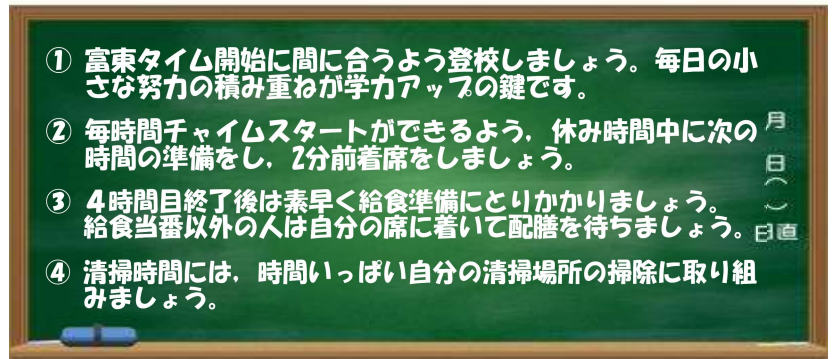 ① 富東タイム開始に間に合うよう登校しましょう。毎日の小
さな努力の積み重ねが学力アップの鍵です。
② 毎時間チャイムスタートができるよう，休み時間中に次の
時間の準備をし，2分前着席をしましょう。
③ 4時間目終了後は素早く給食準備にとりかかりましょう。
給食当番以外の人は自分の席に着いて配膳を待ちましょう。
④ 清掃時間には，時間いっぱい自分の清掃場所の掃除に取り組
みましょう。
月
日
（
）
日直